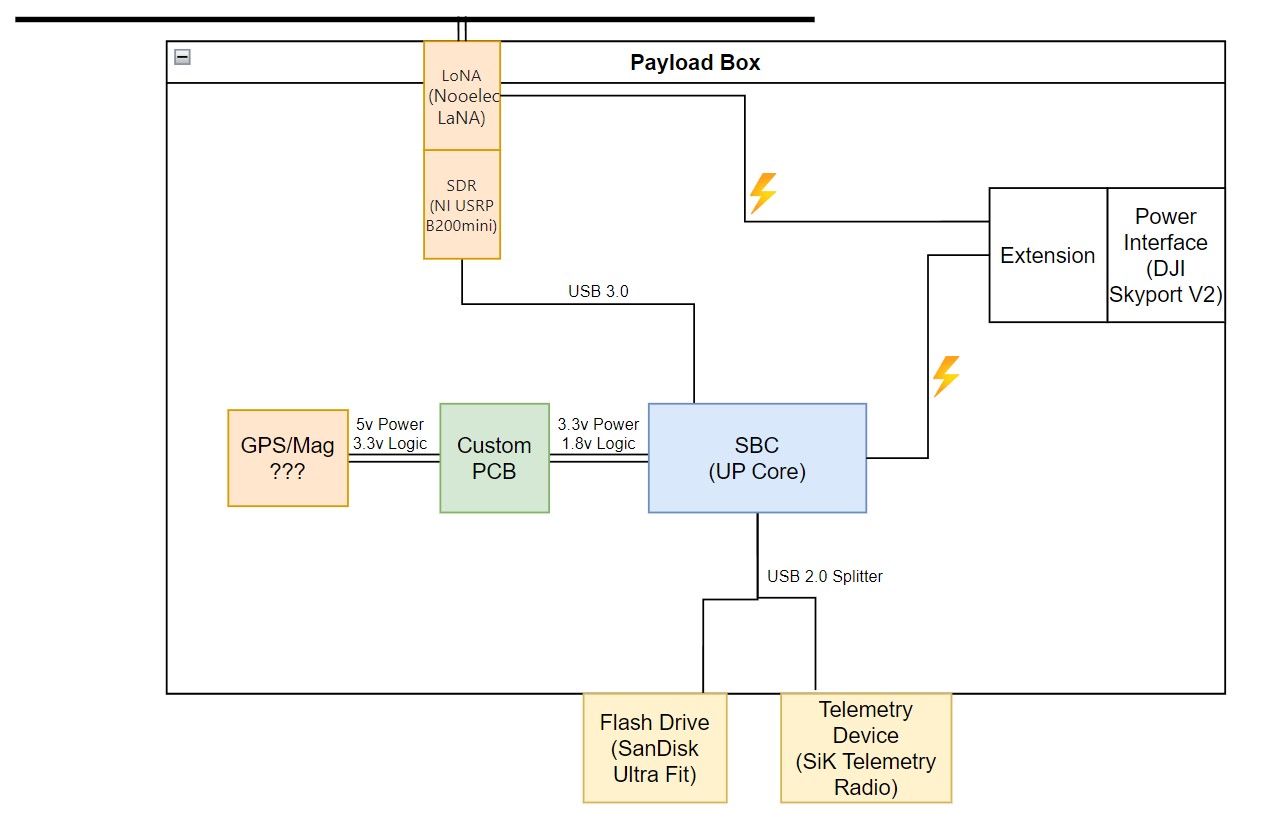 Payload Box
LoNA
(Nooelec
LaNA)
SDR
(NI USRP
B200mini)
Extension
Power
Interface
(DJI
Skyport V2)
USB 3.0
GPS/Mag
???
5v Power
3.3v Logic
Custom
PCB
3.3v Power
1.8v Logic
SBC
(UP Core)
USB 2.0 Splitter
Flash Drive
(SanDisk
Ultra Fit)
Telemetry
Device
(SiK Telemetry
Radio)